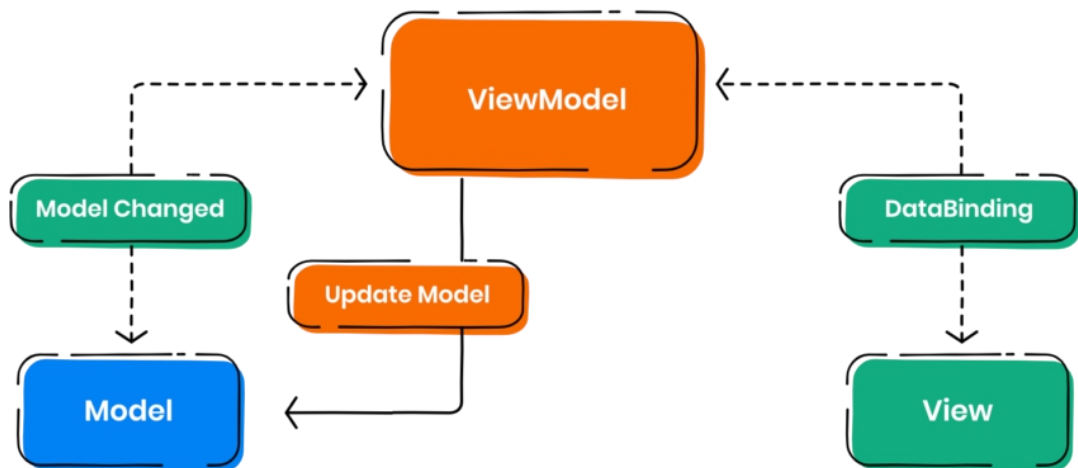 ViewModel
Model Changed
DataBinding
Update Model
Model
View